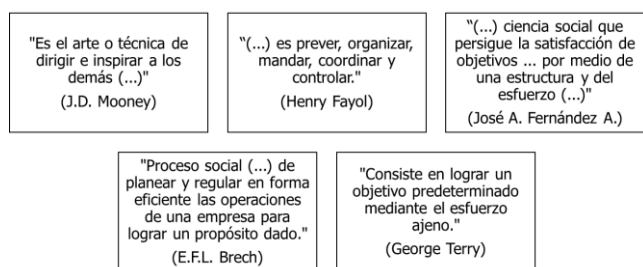 "Es el arte o técnica de
dirigir e inspirar a los
demás (...)"
(J.D. Mooney)
“(...) es prever, organizar,
mandar, coordinar y
controlar."
(Henry Fayol)
“(...) ciencia social que
persigue la satisfacción de
objetivos ... por medio de
una estructura y del
esfuerzo (...)"
(José A. Fernández A.)
"Proceso social (...) de
planear y regular en forma
eficiente las operaciones
de una empresa para
lograr un propósito dado."
(E.F.L. Brech)
"Consiste en lograr un
objetivo predeterminado
mediante el esfuerzo
ajeno."
(George Terry)